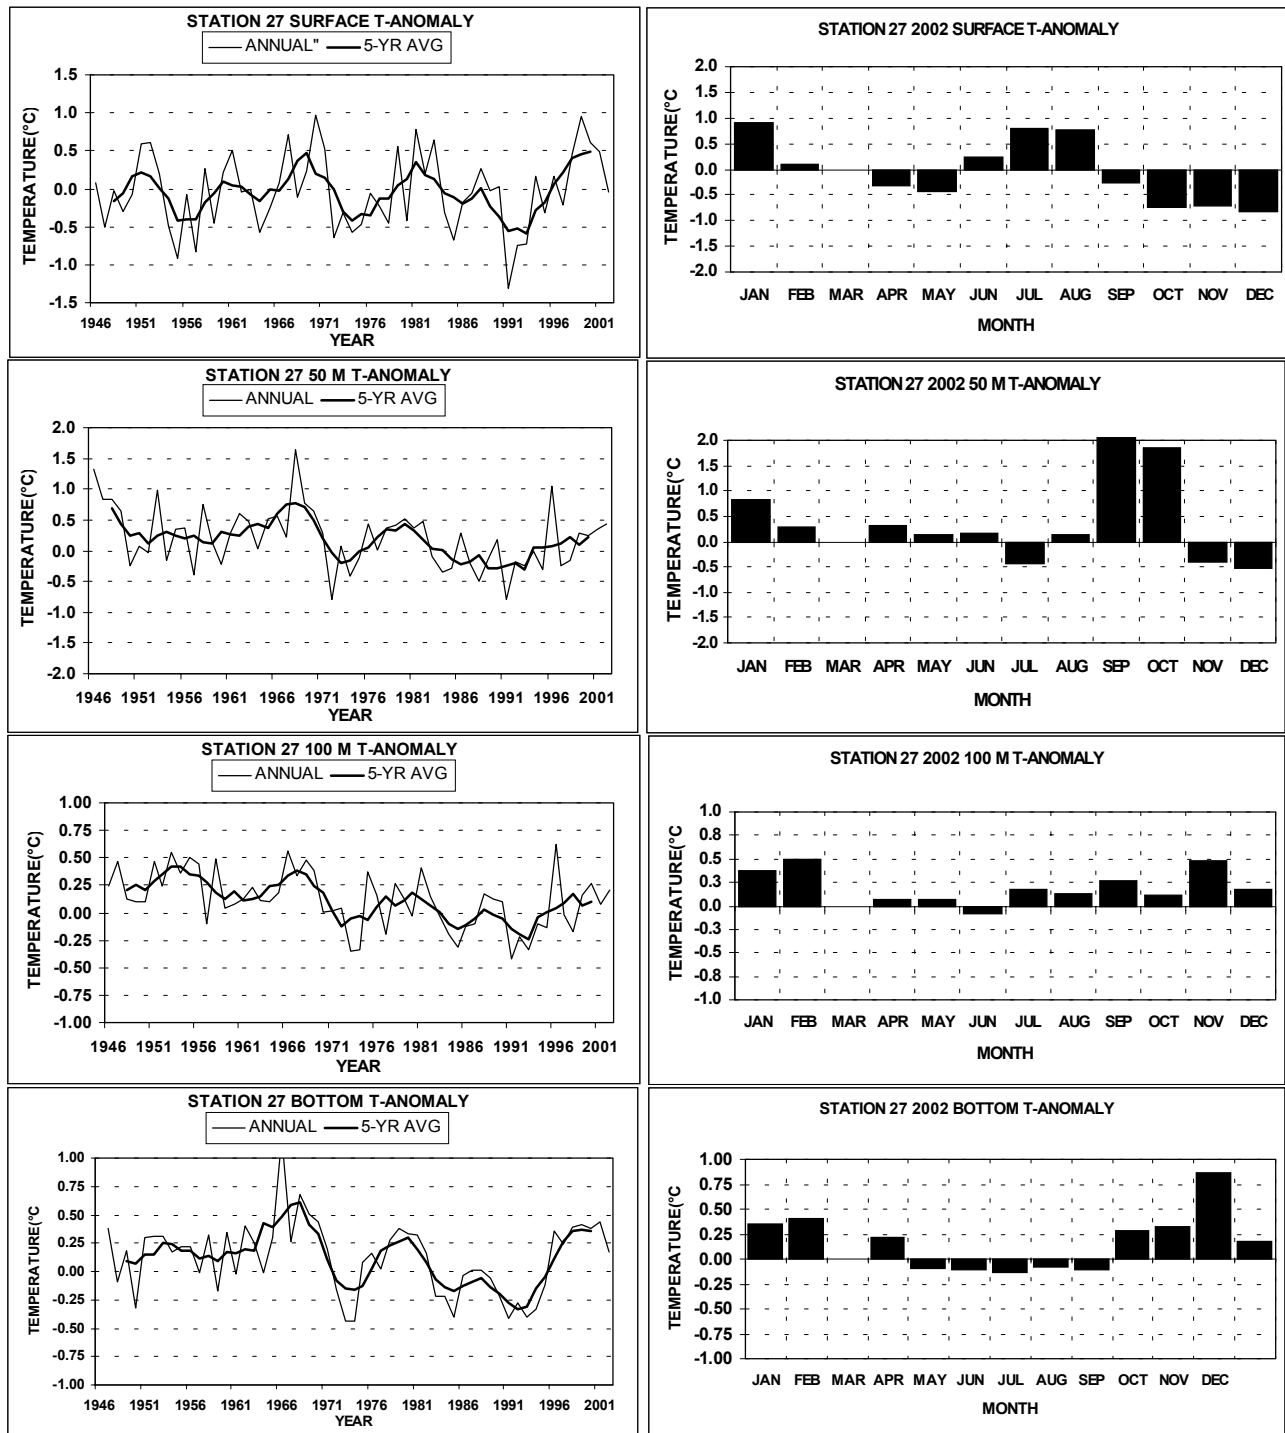 STATION 27 SURFACE T-ANOMALY
ANNUAL" 5-YR AVG
TEMPERATURE(°C)
1.5
1.0
0.5
0.0
-0.5
-1.0
-1.5
1946 1951 1956 1961 1966 1971 1976 1981 1986 1991 1996 2001
YEAR
STATION 27 2002 SURFACE T-ANOMALY
TEMPERATURE(°C
2.0
1.5
1.0
0.5
0.0
-0.5
-1.0
-1.5
-2.0
JAN FEB MAR APR MAY JUN JUL AUG SEP OCT NOV DEC
MONTH
STATION 27 50 M T-ANOMALY
ANNUAL 5-YR AVG
TEMPERATURE(°C)
2.0
1.5
1.0
0.5
0.0
-0.5
-1.0
-1.5
-2.0
1946 1951 1956 1961 1966 1971 1976 1981 1986 1991 1996 2001
YEAR
STATION 27 2002 50 M T-ANOMALY
TEMPERATURE(°C
2.0
1.5
1.0
0.5
0.0
-0.5
-1.0
-1.5
-2.0
JAN FEB MAR APR MAY JUN JUL AUG SEP OCT NOV DEC
MONTH
STATION 27 100 M T-ANOMALY
ANNUAL 5-YR AVG
TEMPERATURE(°C)
1.00
0.75
0.50
0.25
0.00
-0.25
-0.50
-0.75
-1.00
1946 1951 1956 1961 1966 1971 1976 1981 1986 1991 1996 2001
YEAR
STATION 27 2002 100 M T-ANOMALY
TEMPERATURE(°C
1.0
0.8
0.5
0.3
0.0
-0.3
-0.5
-0.8
-1.0
JAN FEB MAR APR MAY JUN JUL AUG SEP OCT NOV DEC
MONTH
STATION 27 BOTTOM T-ANOMALY
ANNUAL 5-YR AVG
TEMPERATURE(°C
1.00
0.75
0.50
0.25
0.00
-0.25
-0.50
-0.75
-1.00
1946 1951 1956 1961 1966 1971 1976 1981 1986 1991 1996 2001
YEAR
STATION 27 2002 BOTTOM T-ANOMALY
TEMPERATURE(°C
1.00
0.75
0.50
0.25
0.00
-0.25
-0.50
-0.75
-1.00
JAN FEB MAR APR MAY JUN JUL AUG SEP OCT NOV DEC
MONTH